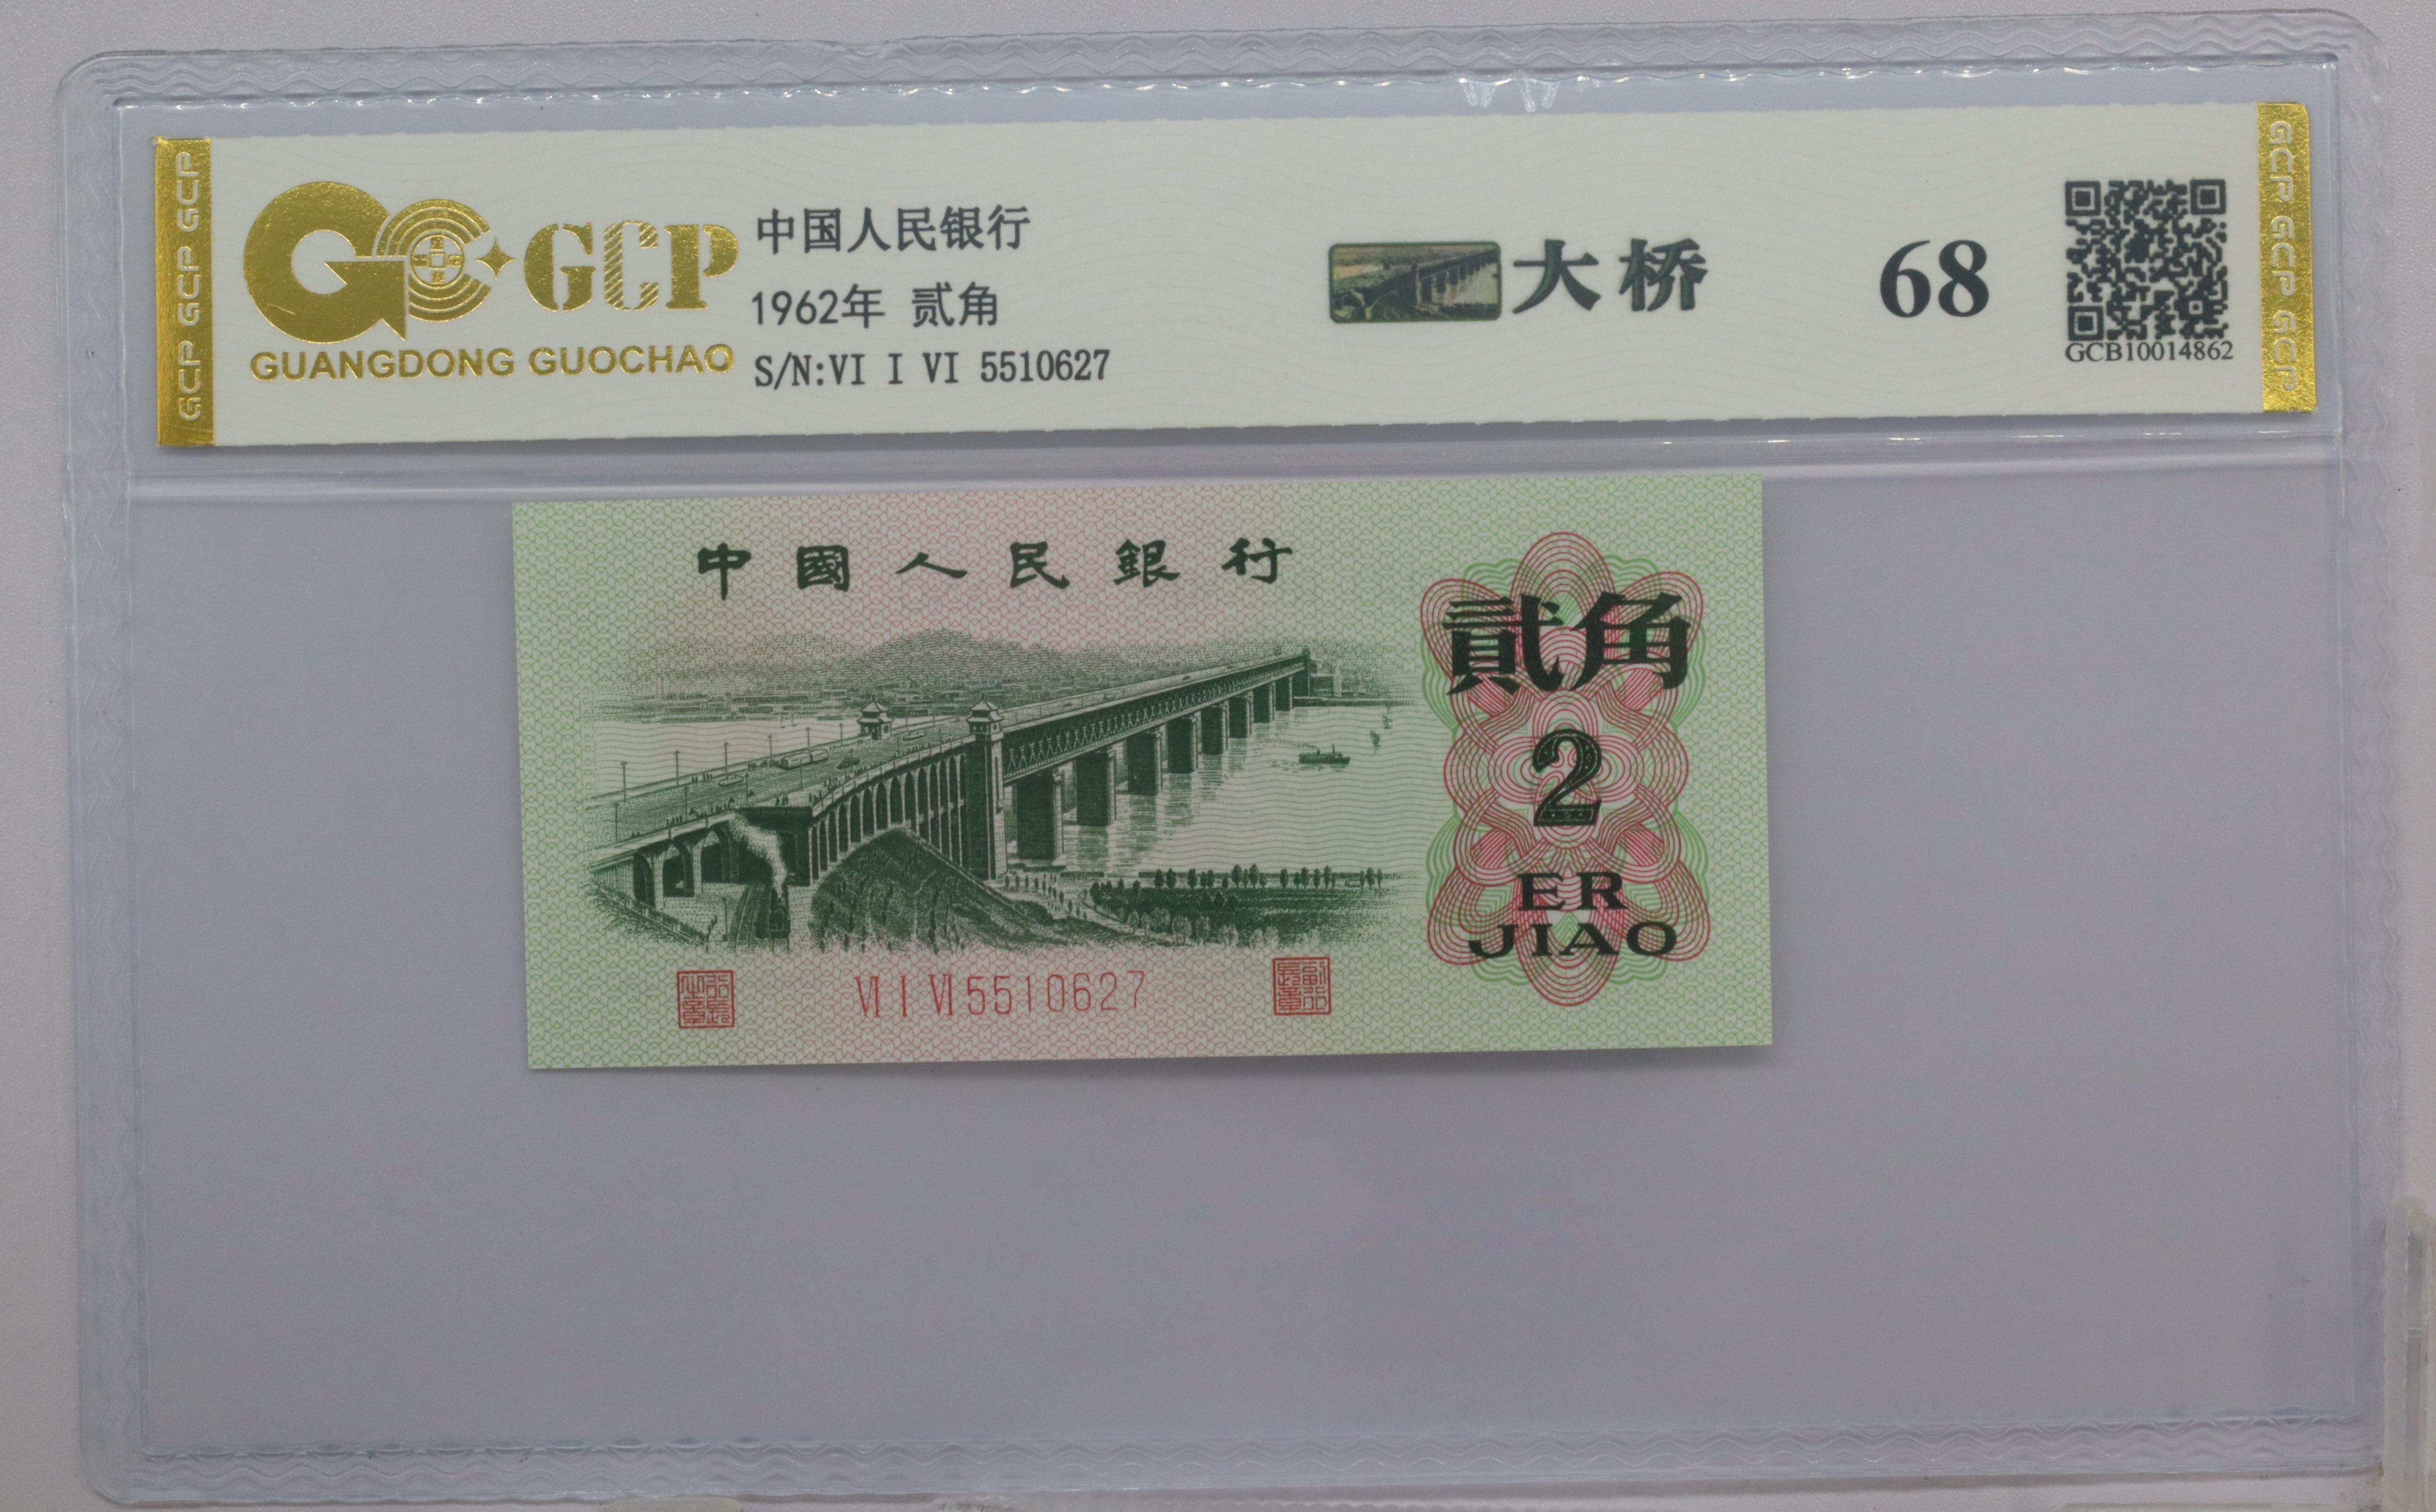 GCP GCP GCP
GCP
GUANGDONG GUOCHAO
中国人民银行
1962年 贰角
S/N:VI I VI 5510627
大桥
68
GCB10014862
GCP GCP GCP
中國人民銀行
貳角
2
ER
JIAO
VI I VI 5510627